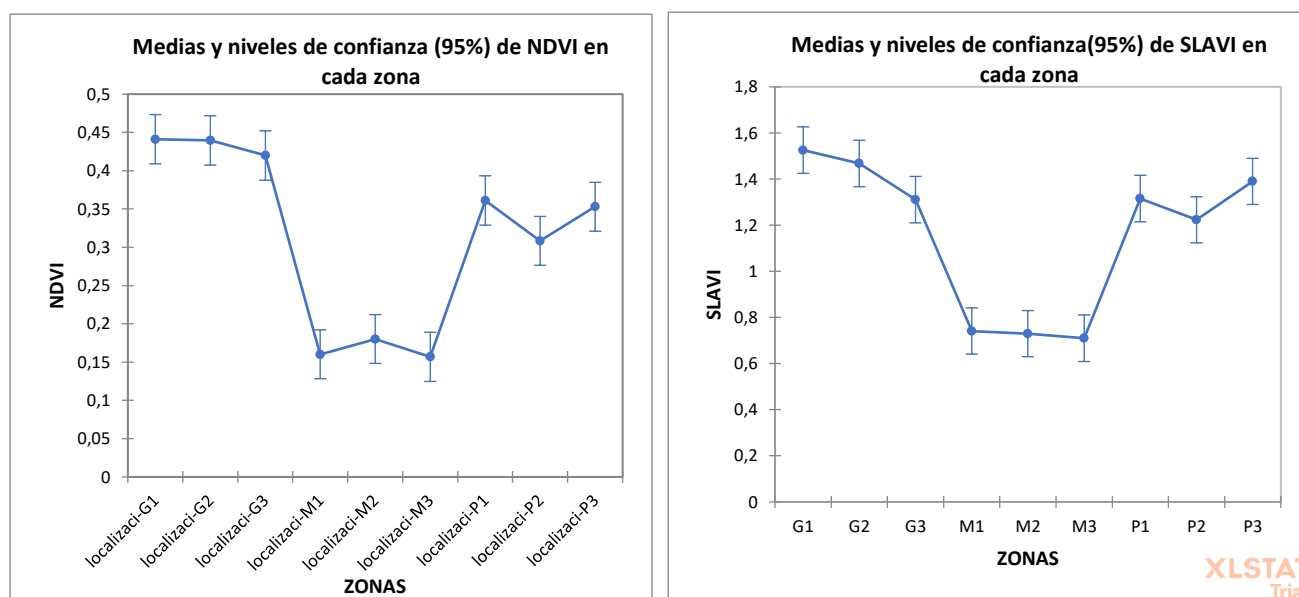 Medias y niveles de confianza (95%) de NDVI en
cada zona
0,5
0,45
0,4
0,35
0,3
0,25
0,2
0,15
0,1
0,05
0
NDVI
localizaci-G1
localizaci-G2
localizaci-G3
localizaci-M1
localizaci-M2
localizaci-M3
localizaci-P1
localizaci-P2
localizaci-P3
ZONAS
Medias y niveles de confianza(95%) de SLAVI en
cada zona
1,8
1,6
1,4
1,2
1
0,8
0,6
0,4
0,2
0
SLAVI
G1 G2 G3 M1 M2 M3 P1 P2 P3
ZONAS
XLSTAT
Tria